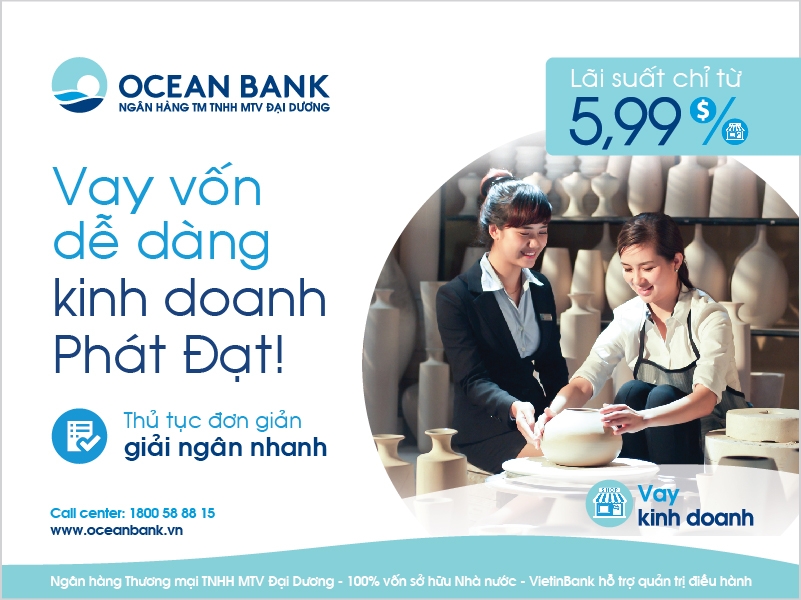 OCEAN BANK
NGÂN HÀNG TM TNHH MTV ĐẠI DƯƠNG
Lãi suất chỉ từ
5,99 $ %
Vay vốn
dễ dàng
kinh doanh
Phát Đạt!
Thủ tục đơn giản
giải ngân nhanh
SHOP
Vay
kinh doanh
Call center: 1800 58 88 15
www.oceanbank.vn
Ngân hàng Thương mại TNHH MTV Đại Dương - 100% vốn sở hữu Nhà nước - VietinBank hỗ trợ quản trị điều hành